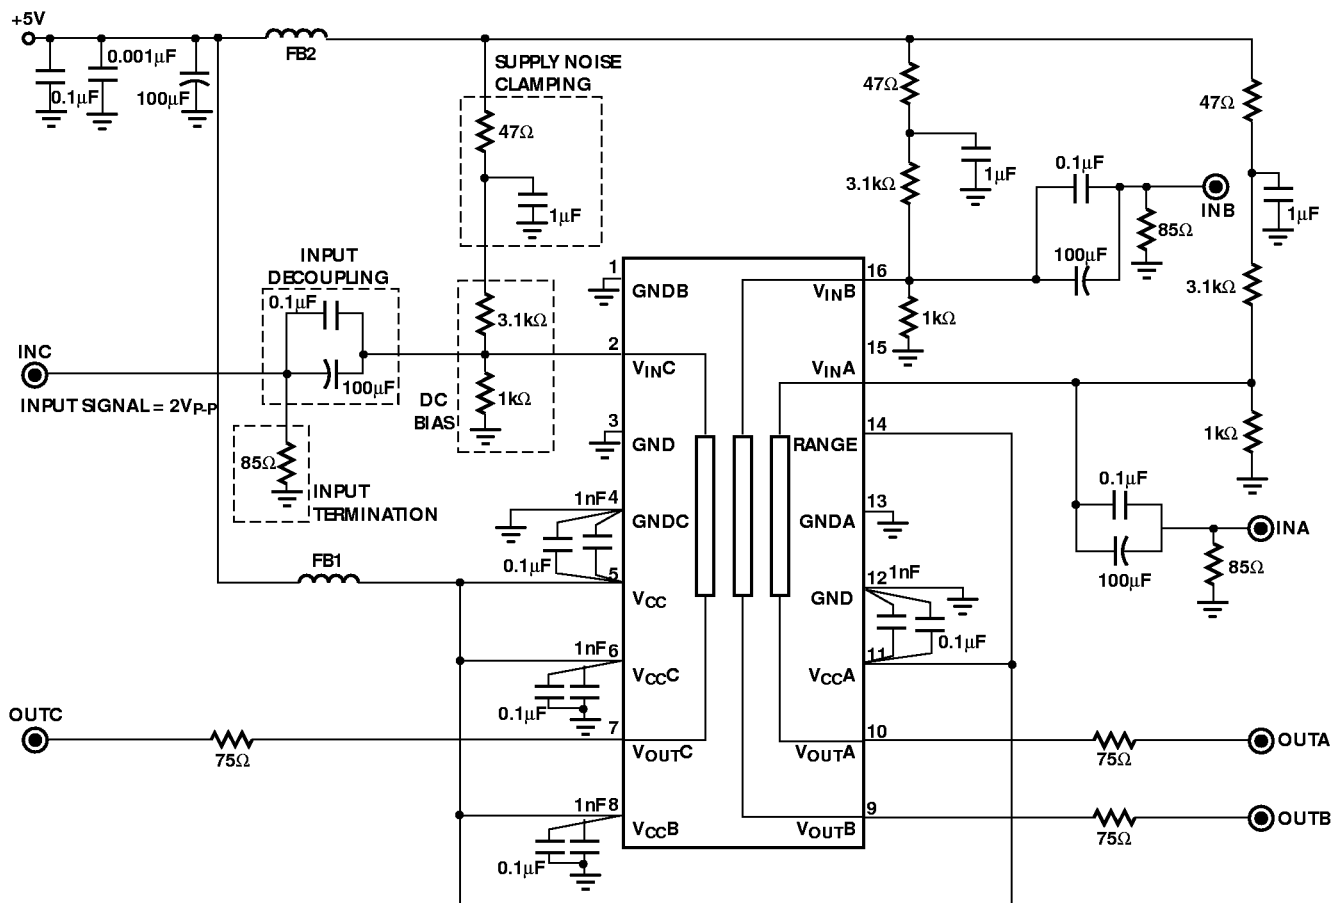 +5V
0.001µF
0.1µF
100µF
FB2
SUPPLY NOISE
CLAMPING
47Ω
1µF
47Ω
1µF
3.1kΩ
47Ω
1µF
0.1µF
INB
85Ω
100µF
3.1kΩ
INPUT
DECOUPLING
0.1µF
100µF
3.1kΩ
1kΩ
DC
BIAS
INC
INPUT SIGNAL = 2VP-P
85Ω
INPUT
TERMINATION
1
GNDB
2
VINC
3
GND
1nF 4
GNDC
0.1µF
FB1
5
VCC
1nF 6
VCCC
0.1µF
OUTC
75Ω
7
VOUTC
1nF 8
VCCB
0.1µF
16
VINB
1kΩ
15
VINA
14
RANGE
1kΩ
13
GNDA
0.1µF
100µF
INA
85Ω
12 1nF
GND
0.1µF
11
VCCA
10
VOUTA
75Ω
OUTA
9
VOUTB
75Ω
OUTB